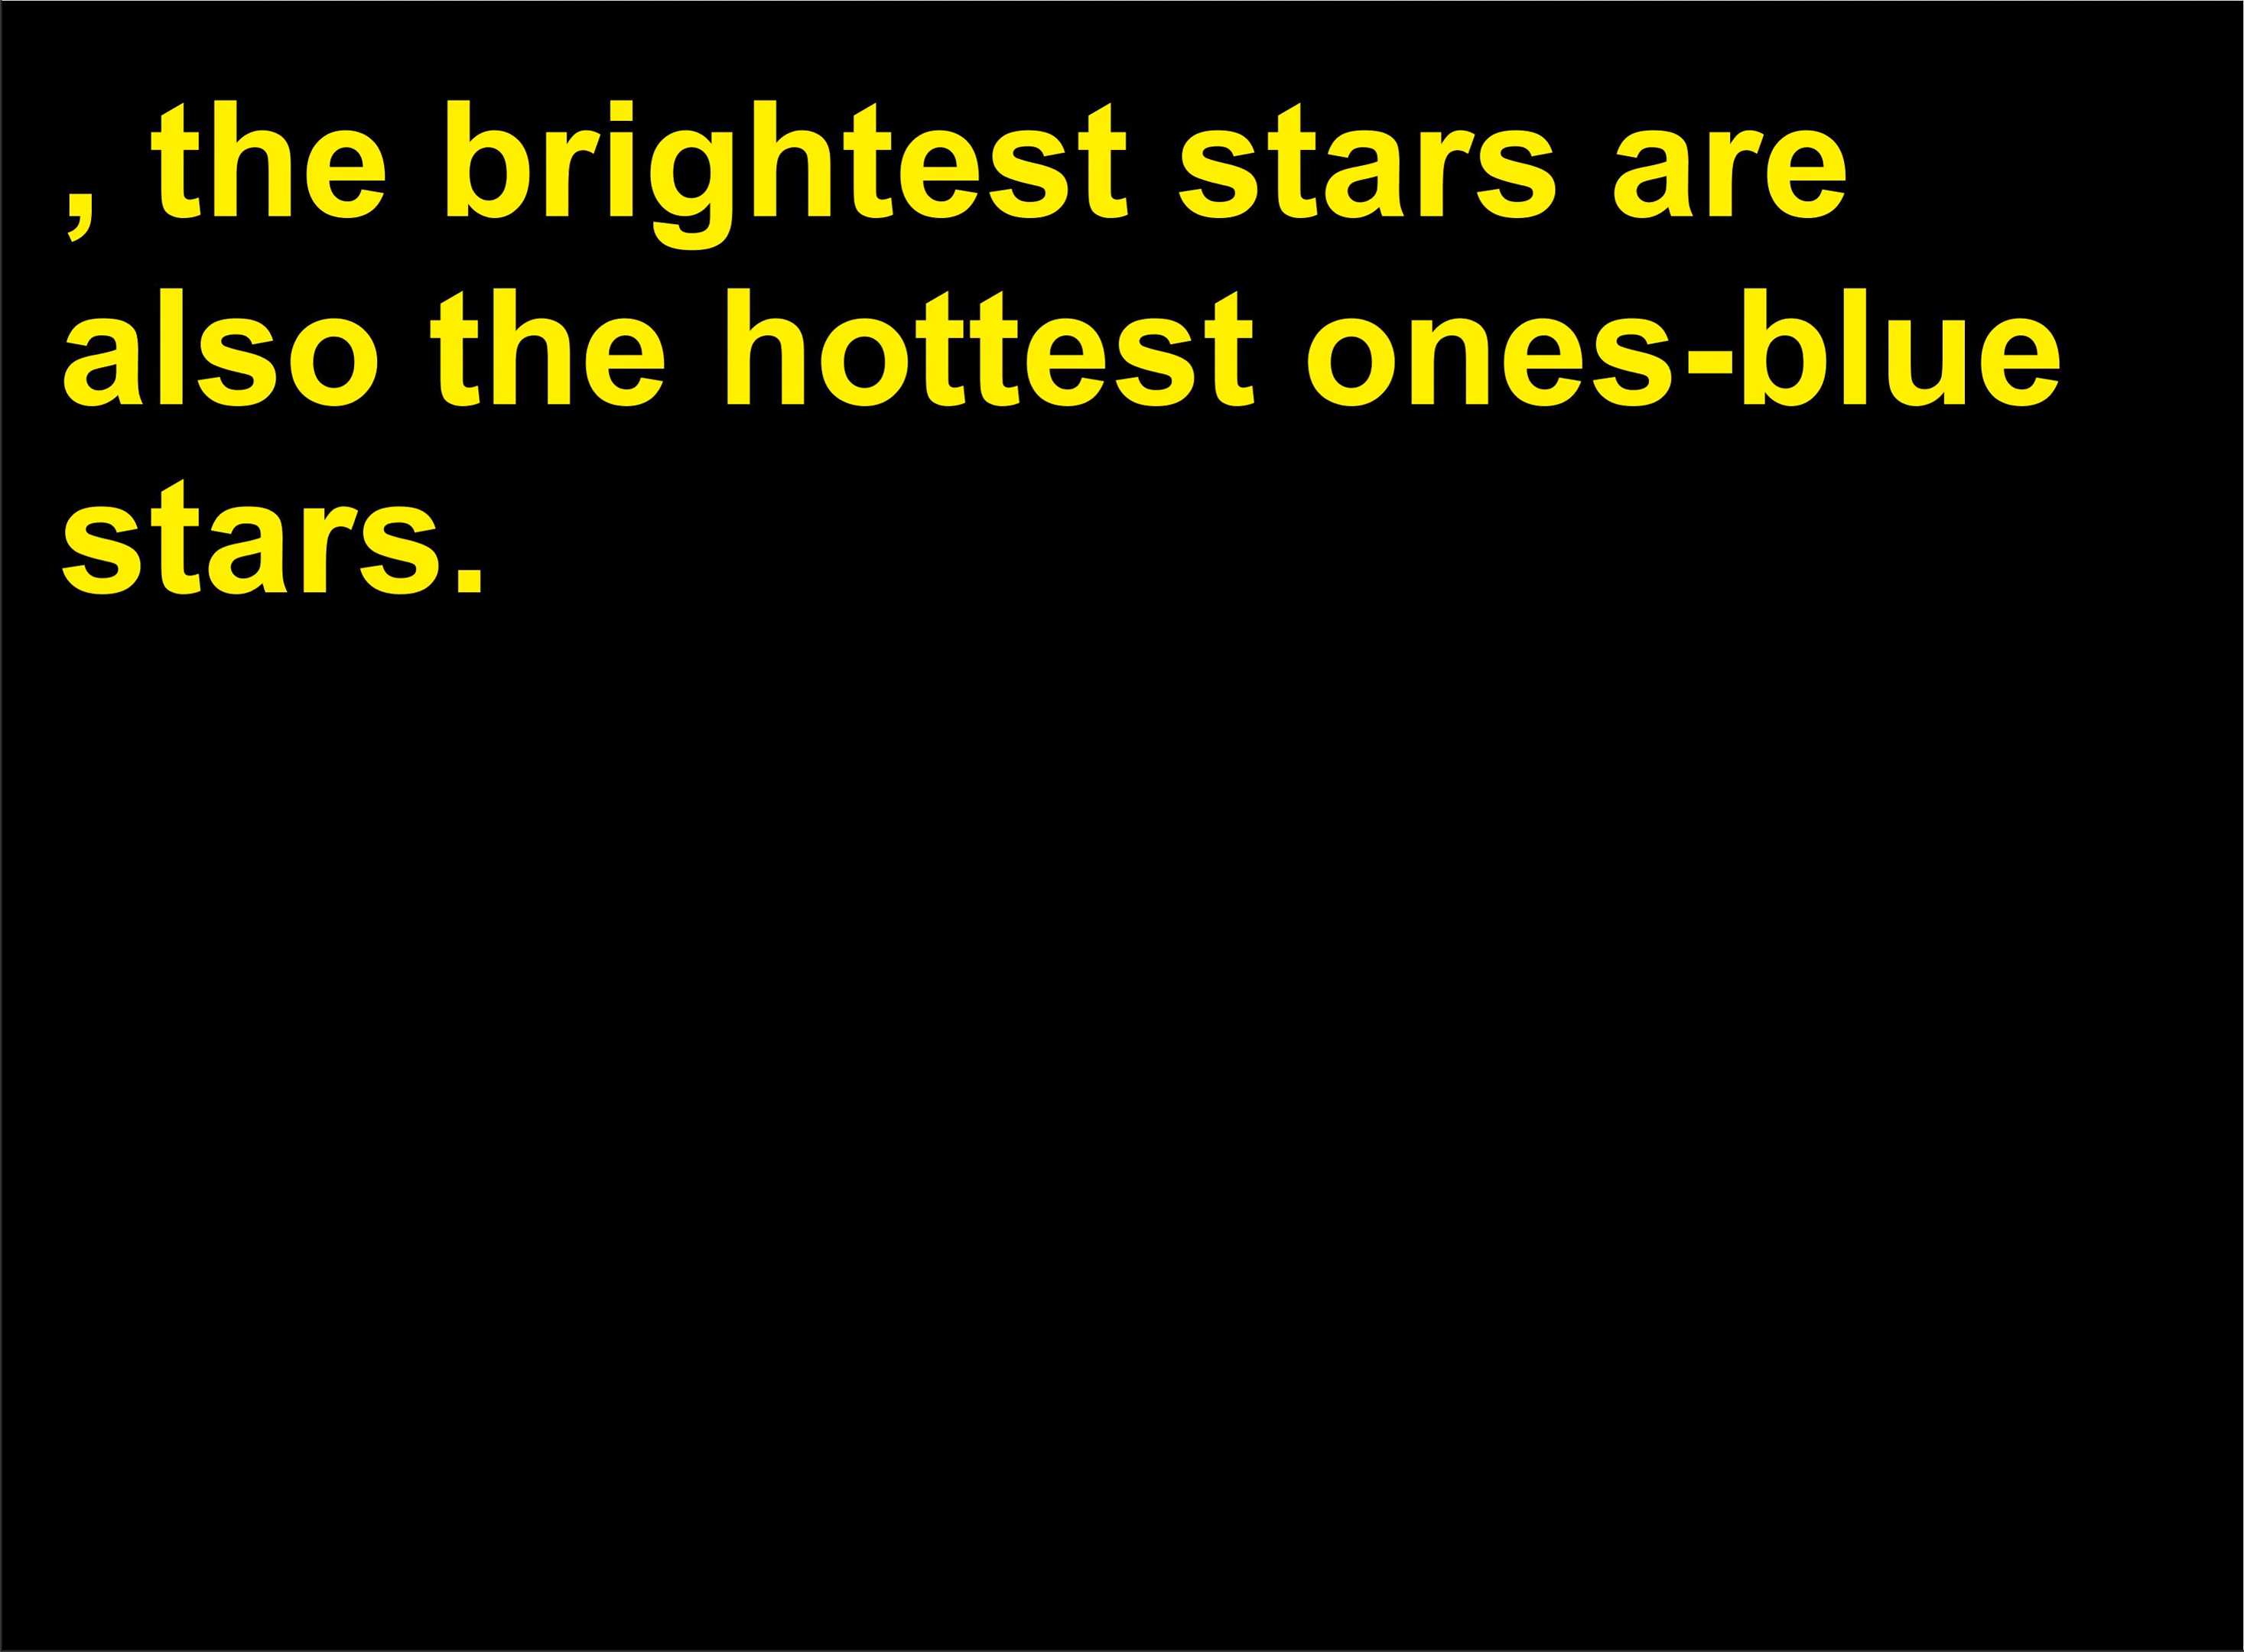 , the brightest stars are
also the hottest ones-blue
stars.